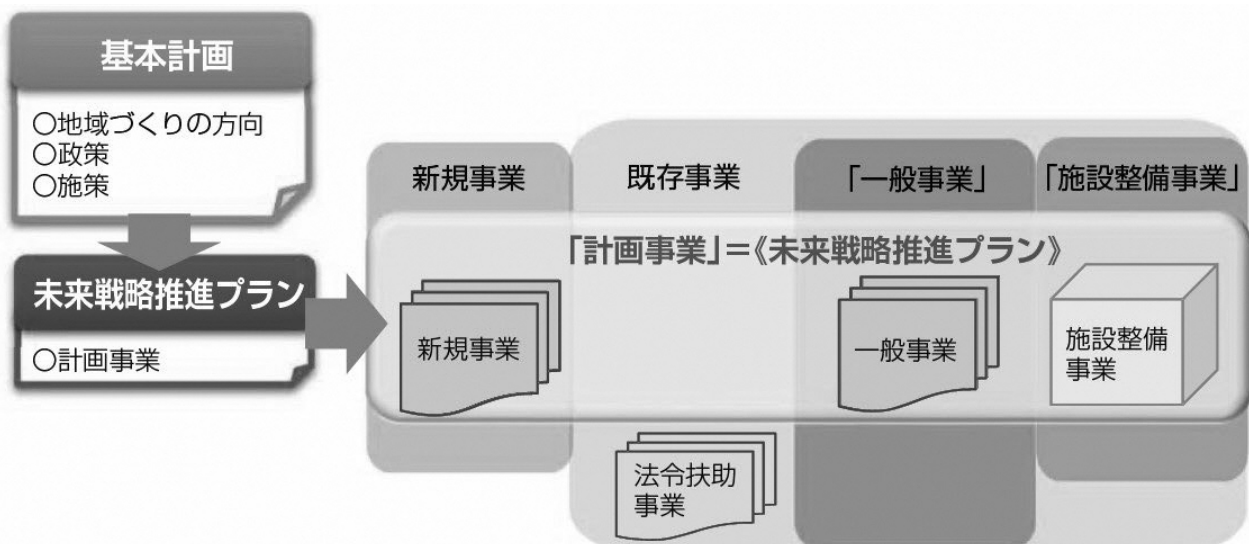 基本計画
○地域づくりの方向
○政策
○施策
未来戦略推進プラン
○計画事業
新規事業
既存事業
「一般事業」
「施設整備事業」
「計画事業」=《未来戦略推進プラン》
新規事業
一般事業
施設整備
事業
法令扶助
事業